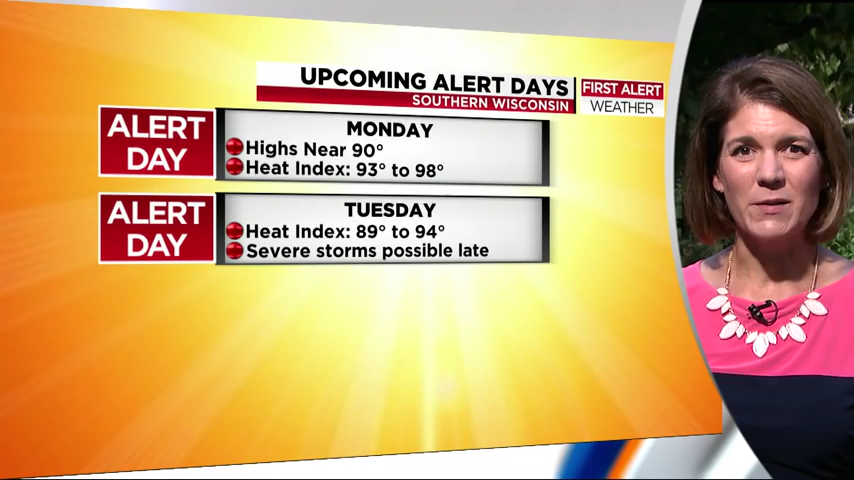 UPCOMING ALERT DAYS
SOUTHERN WISCONSIN
FIRST ALERT
WEATHER
ALERT
DAY
MONDAY
Highs Near 90°
Heat Index: 93° to 98°
ALERT
DAY
TUESDAY
Heat Index: 89° to 94°
Severe storms possible late